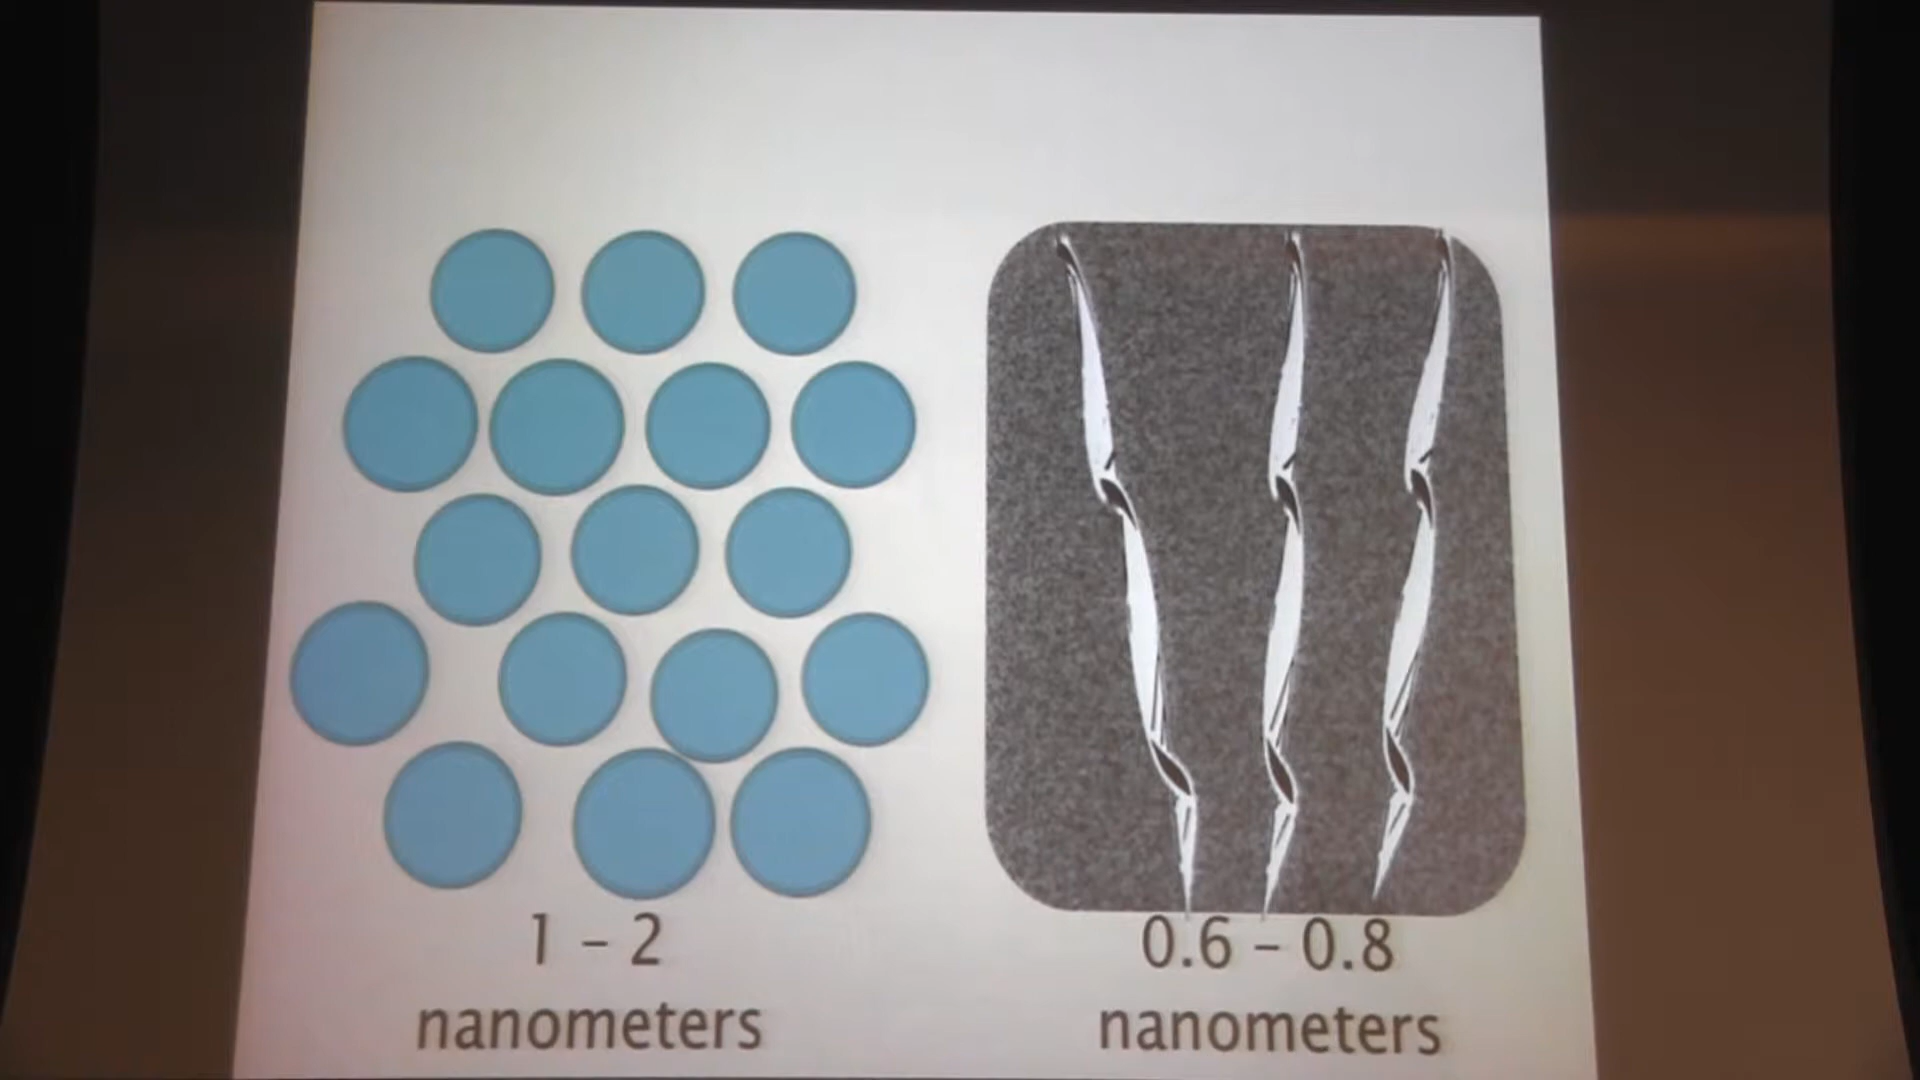 1 – 2
nanometers
0.6 – 0.8
nanometers